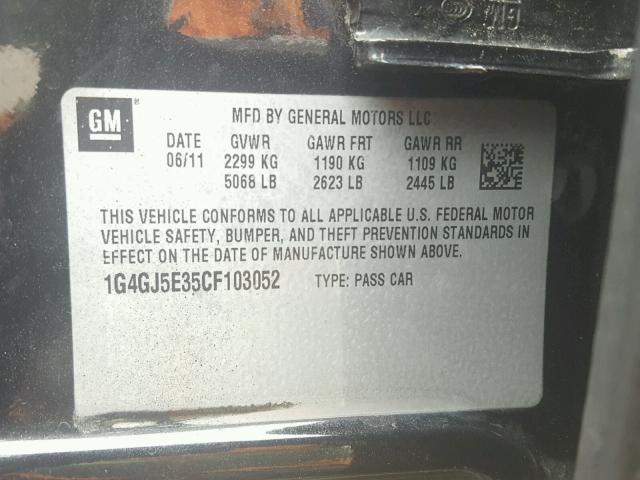 GM ®
MFD BY GENERAL MOTORS LLC
DATE GVWR GAWR FRT GAWR RR
06/11 2299 KG 1190 KG 1109 KG
5068 LB 2623 LB 2445 LB
THIS VEHICLE CONFORMS TO ALL APPLICABLE U.S. FEDERAL MOTOR
VEHICLE SAFETY, BUMPER, AND THEFT PREVENTION STANDARDS IN
EFFECT ON THE DATE OF MANUFACTURE SHOWN ABOVE.
1G4GJ5E35CF103052 TYPE: PASS CAR